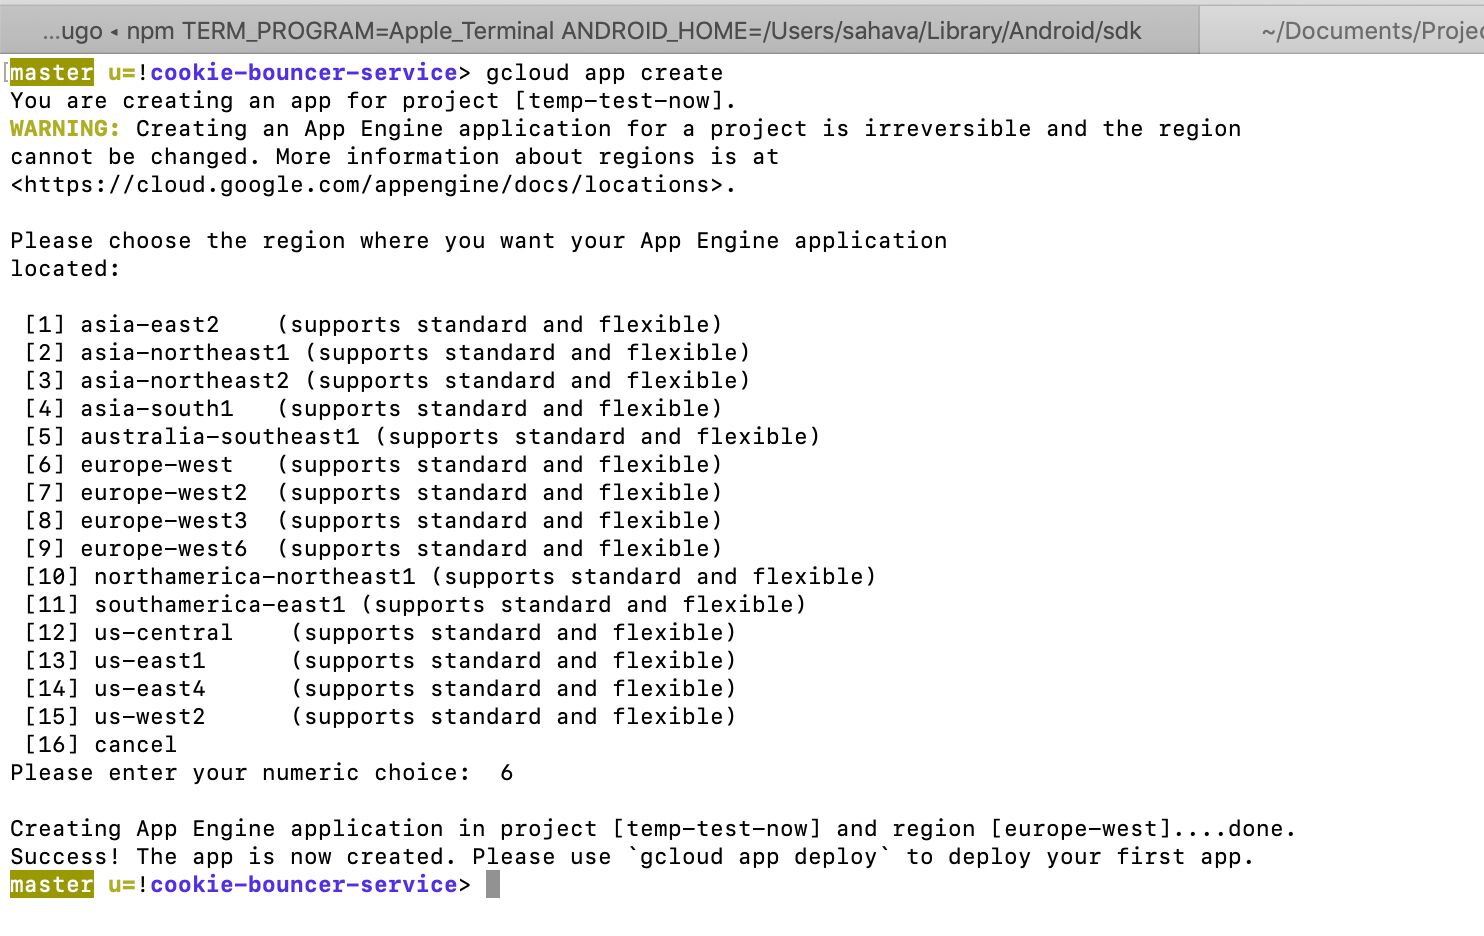 ...ugo ◂ npm TERM_PROGRAM=Apple_Terminal ANDROID_HOME=/Users/sahava/Library/Android/sdk
~/Documents/Projec
[master u=!cookie-bouncer-service> gcloud app create
You are creating an app for project [temp-test-now].
WARNING: Creating an App Engine application for a project is irreversible and the region
cannot be changed. More information about regions is at
<https://cloud.google.com/appengine/docs/locations>.
Please choose the region where you want your App Engine application
located:
[1] asia-east2    (supports standard and flexible)
[2] asia-northeast1 (supports standard and flexible)
[3] asia-northeast2 (supports standard and flexible)
[4] asia-south1   (supports standard and flexible)
[5] australia-southeast1 (supports standard and flexible)
[6] europe-west   (supports standard and flexible)
[7] europe-west2  (supports standard and flexible)
[8] europe-west3  (supports standard and flexible)
[9] europe-west6  (supports standard and flexible)
[10] northamerica-northeast1 (supports standard and flexible)
[11] southamerica-east1 (supports standard and flexible)
[12] us-central    (supports standard and flexible)
[13] us-east1      (supports standard and flexible)
[14] us-east4      (supports standard and flexible)
[15] us-west2      (supports standard and flexible)
[16] cancel
Please enter your numeric choice:  6
Creating App Engine application in project [temp-test-now] and region [europe-west]....done.
Success! The app is now created. Please use `gcloud app deploy` to deploy your first app.
master u=!cookie-bouncer-service>